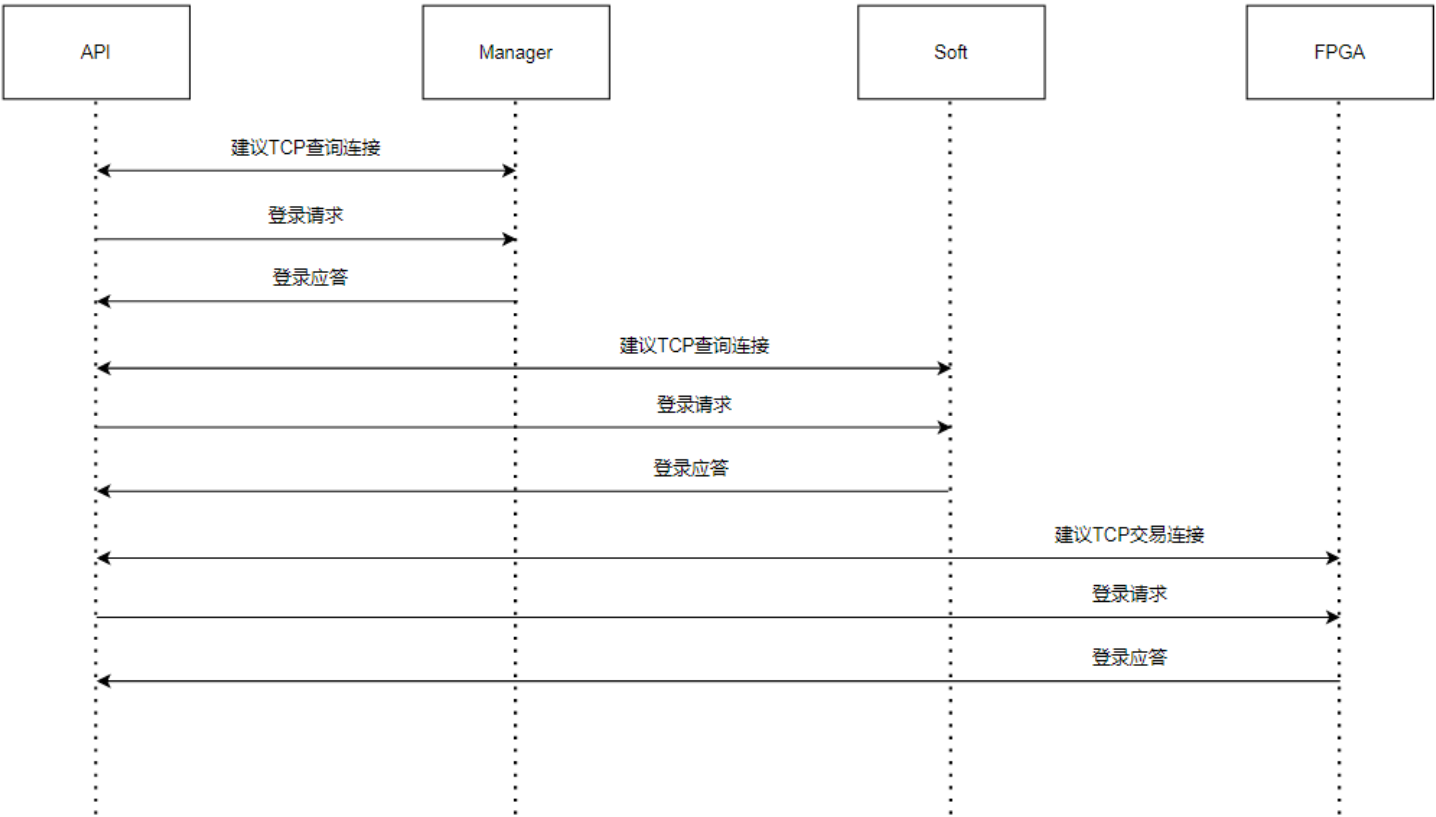 API
Manager
Soft
FPGA
建议TCP查询连接
登录请求
登录应答
建议TCP查询连接
登录请求
登录应答
建议TCP交易连接
登录请求
登录应答